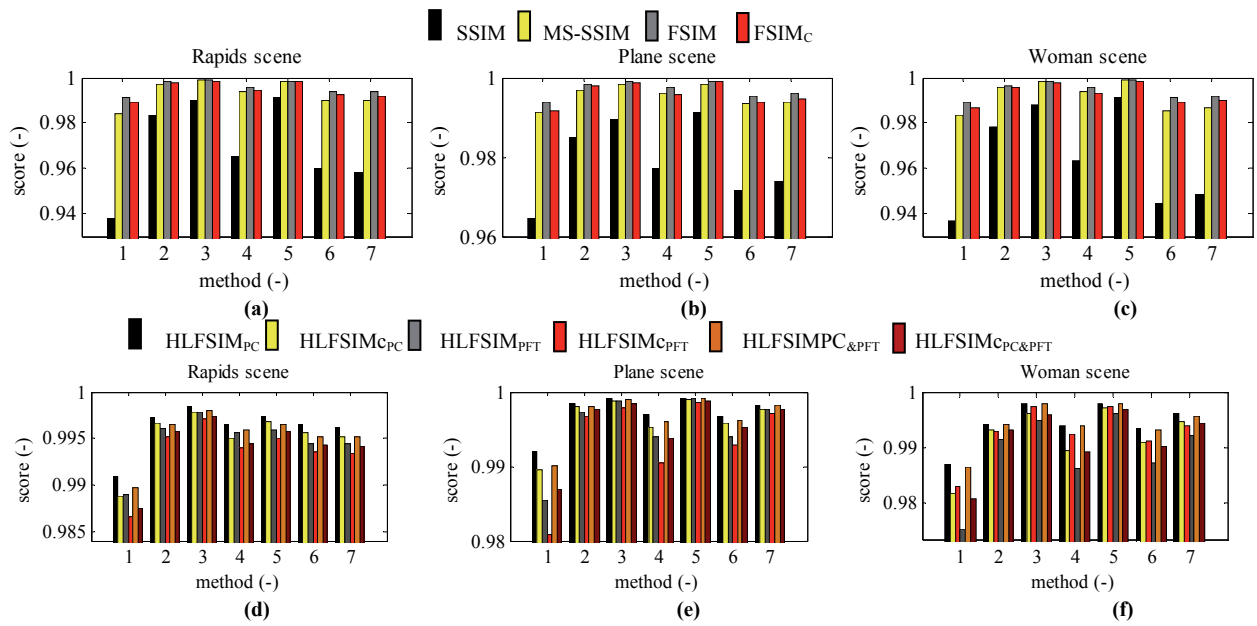 SSIM MS-SSIM FSIM FSIMC
Rapids scene Plane scene Woman scene
1 1 1
0.98 0.98 0.98
0.96 0.96
0.94 0.96 0.94
score (-) score (-) score (-)
1 2 3 4 5 6 7 1 2 3 4 5 6 7 1 2 3 4 5 6 7
method (-) method (-) method (-)
(a) (b) (c)
HLFSIMPC HLFSIMcPC HLFSIMPFT HLFSIMcPFT HLFSIMPC&PFT HLFSIMcPC&PFT
Rapids scene Plane scene Woman scene
1 1 1
0.995 0.99 0.99
0.99 0.98 0.98
0.985
score (-) score (-) score (-)
1 2 3 4 5 6 7 1 2 3 4 5 6 7 1 2 3 4 5 6 7
method (-) method (-) method (-)
(d) (e) (f)